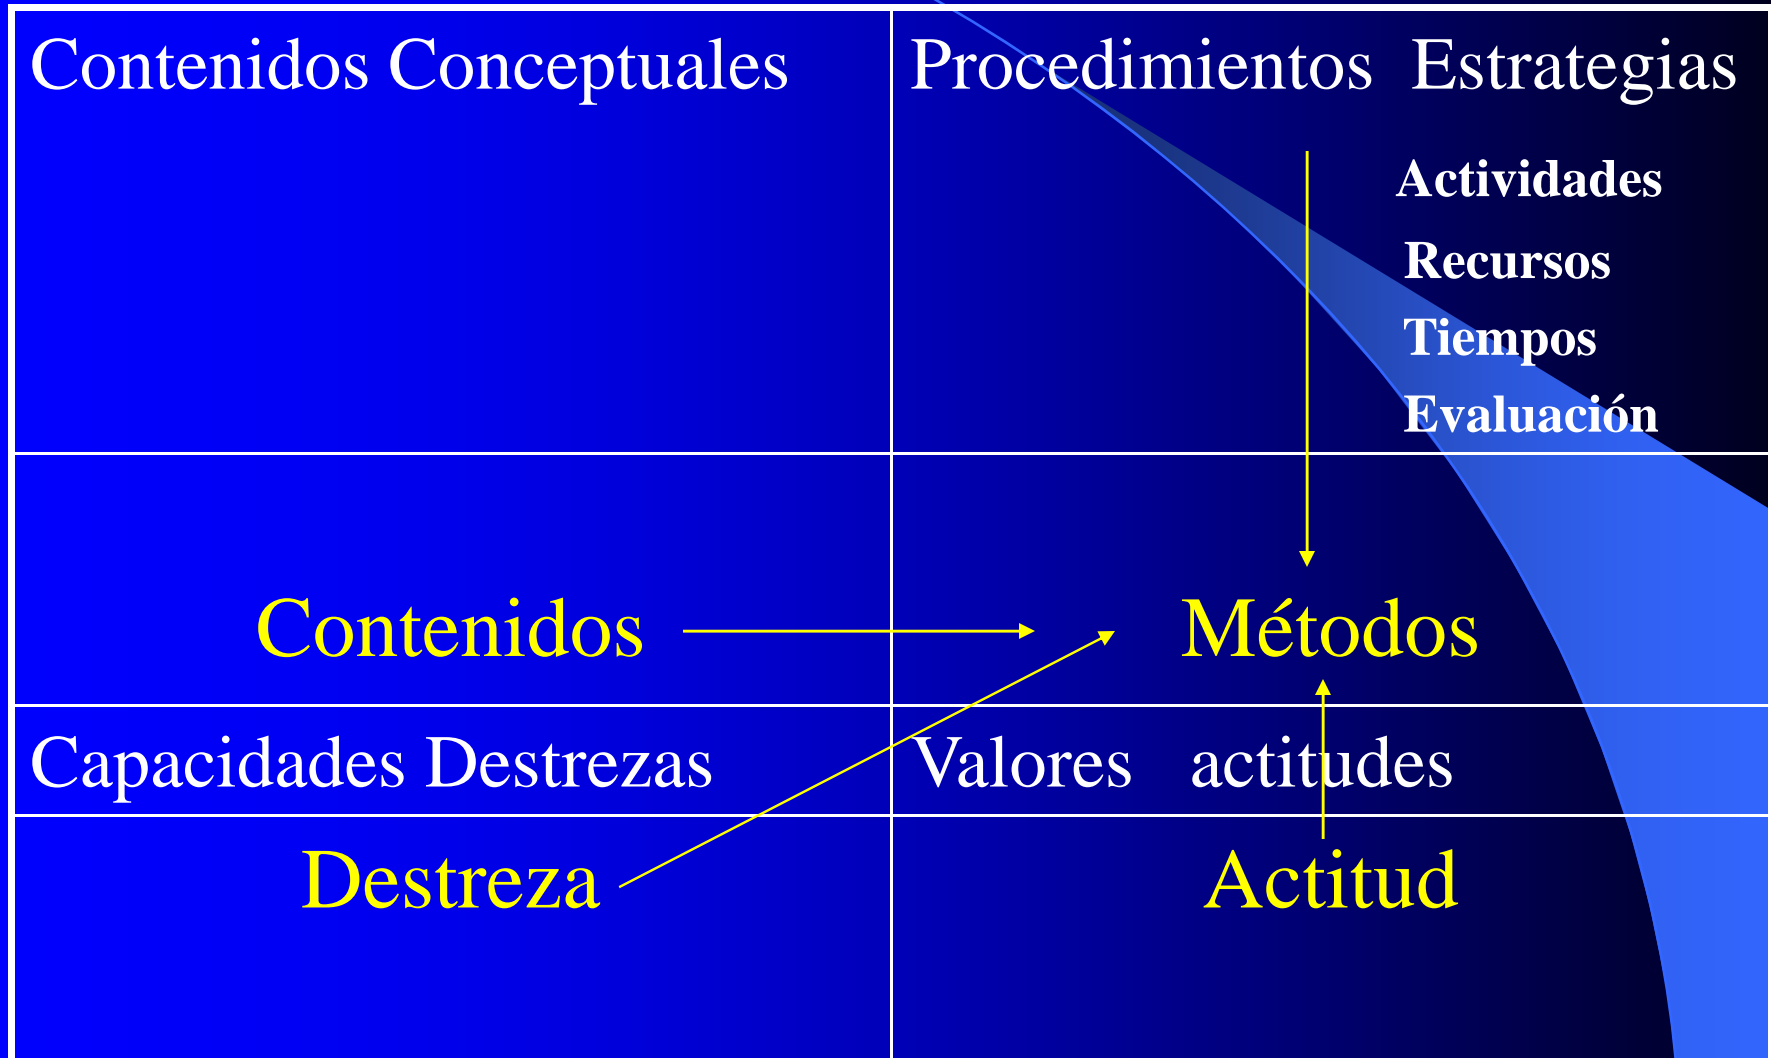 Contenidos Conceptuales
Procedimientos Estrategias
Actividades
Recursos
Tiempos
Evaluación
Contenidos
Métodos
Capacidades Destrezas
Valores actitudes
Destreza
Actitud